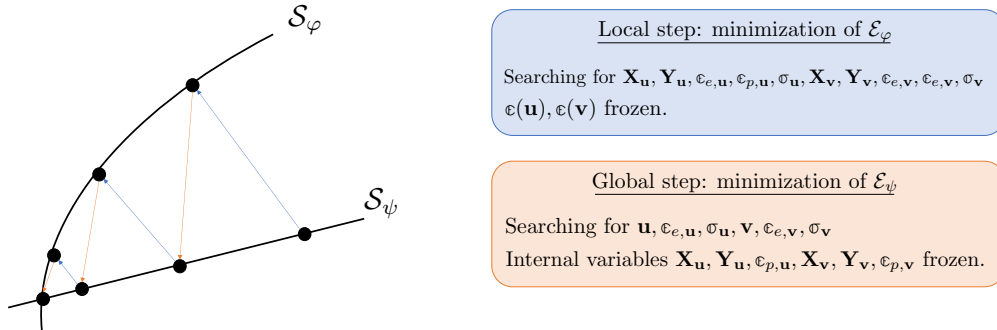 𝒮_φ
𝒮_ψ
Local step: minimization of ℰ_φ
Searching for 𝐗_𝐮, 𝐘_𝐮, ε_{e,𝐮}, ε_{p,𝐮}, σ_𝐮, 𝐗_𝐯, 𝐘_𝐯, ε_{e,𝐯}, ε_{e,𝐯}, σ_𝐯
ε(𝐮), ε(𝐯) frozen.
Global step: minimization of ℰ_ψ
Searching for 𝐮, ε_{e,𝐮}, σ_𝐮, 𝐯, ε_{e,𝐯}, σ_𝐯
Internal variables 𝐗_𝐮, 𝐘_𝐮, ε_{p,𝐮}, 𝐗_𝐯, 𝐘_𝐯, ε_{p,𝐯} frozen.